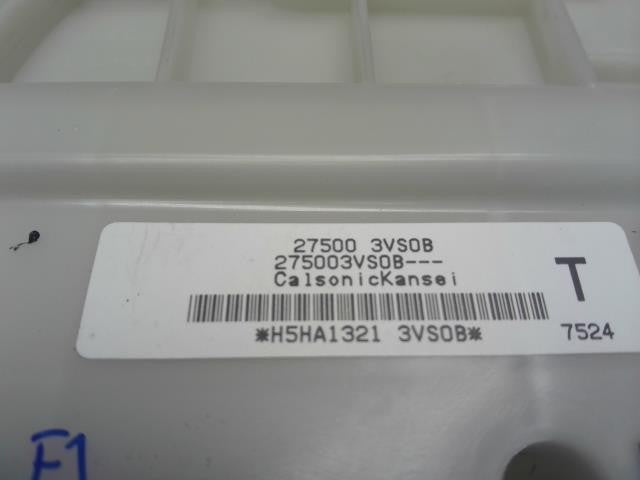 27500 3VS0B
275003VS0B---
CalsonicKansei
T
*H5HA1321 3VS0B*
7524
F1